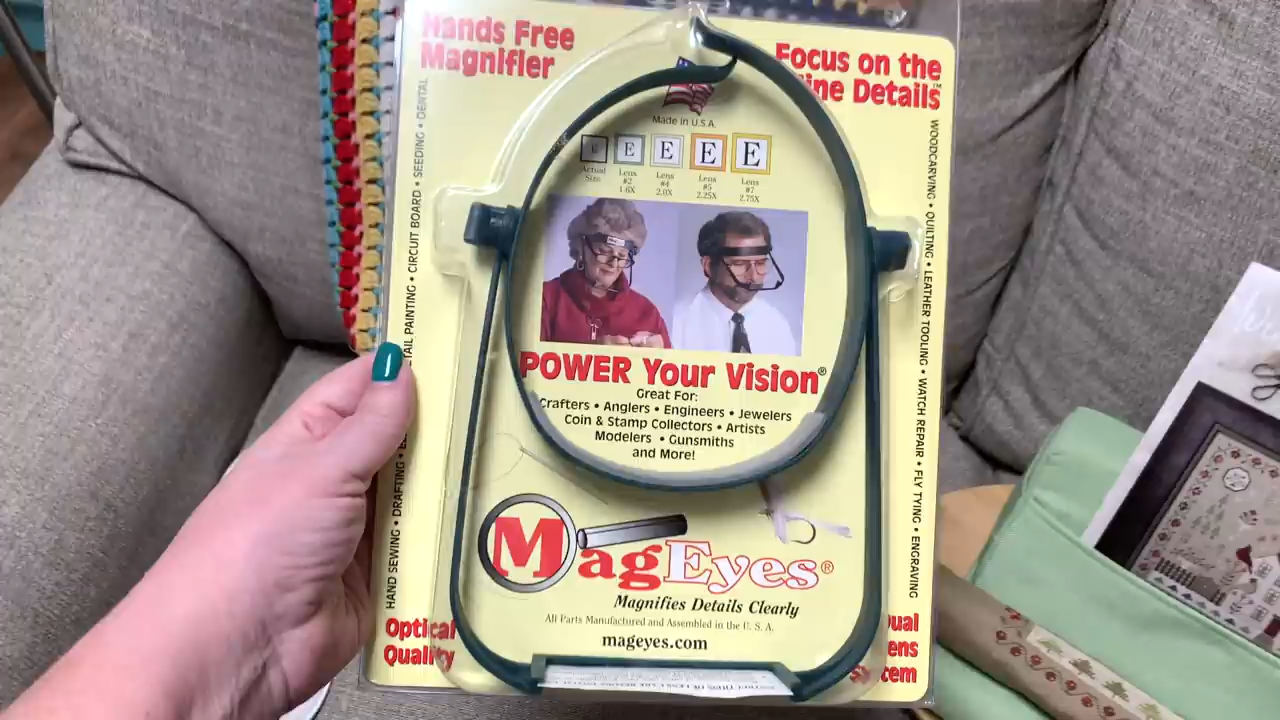 Hands Free
Magnifier
Focus on the
Fine Details™
Made in U.S.A.
E E E E E
Actual Size
Lens #2 1.6X
Lens #4 2.0X
Lens #5 2.25X
Lens #7 2.75X
POWER Your Vision®
Great For:
Crafters • Anglers • Engineers • Jewelers
Coin & Stamp Collectors • Artists
Modelers • Gunsmiths
and More!
MagEyes®
Magnifies Details Clearly
All Parts Manufactured and Assembled in the U. S. A.
mageyes.com
Optical
Quality
HAND SEWING • DRAFTING • PAINTING • CIRCUIT BOARD • SEEDING • DENTAL
WOODCARVING • QUILTING • LEATHER TOOLING • WATCH REPAIR • FLY TYING • ENGRAVING